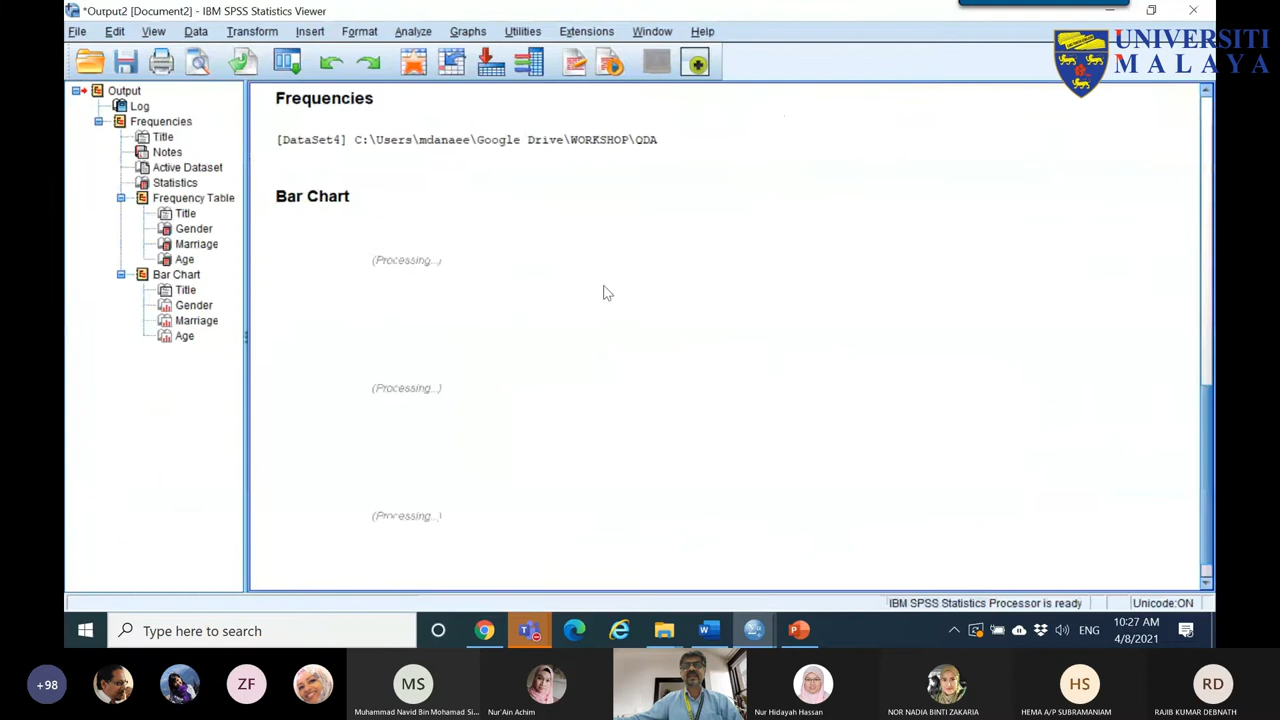 *Output2 [Document2] - IBM SPSS Statistics Viewer
File Edit View Data Transform Insert Format Analyze Graphs Utilities Extensions Window Help
UNIVERSITI
MALAYA
Output
Log
Frequencies
Title
Notes
Active Dataset
Statistics
Frequency Table
Title
Gender
Marriage
Age
Bar Chart
Title
Gender
Marriage
Age
Frequencies
[DataSet4] C:\Users\mdanaee\Google Drive\WORKSHOP\QDA
Bar Chart
(Processing...)
(Processing...)
(Processing...)
IBM SPSS Statistics Processor is ready
Unicode:ON
Type here to search
ENG
10:27 AM
4/8/2021
+98
ZF
MS
HS
RD
Muhammad Navid Bin Mohamad Si...
Nur'Ain Achim
Nur Hidayah Hassan
NOR NADIA BINTI ZAKARIA
HEMA A/P SUBRAMANIAM
RAJIB KUMAR DEBNATH